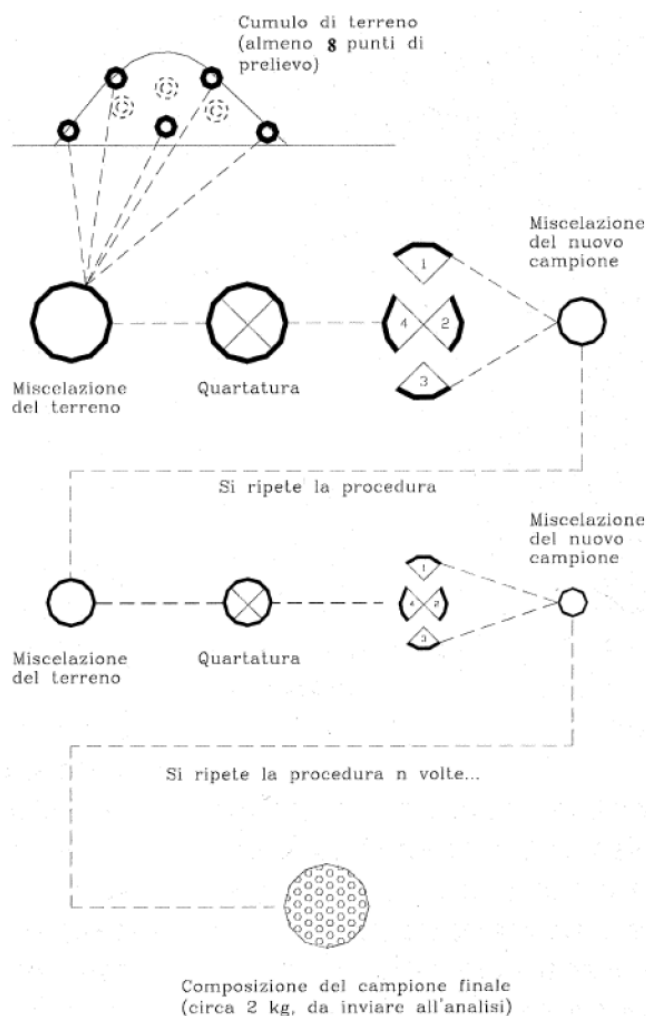 Cumulo di terreno
(almeno 8 punti di
prelievo)
Miscelazione
del nuovo
campione
1
4
2
3
Miscelazione
del terreno
Quartatura
Si ripete la procedura
Miscelazione
del nuovo
campione
1
4
2
3
Miscelazione
del terreno
Quartatura
Si ripete la procedura n volte...
Composizione del campione finale
(circa 2 kg, da inviare all'analisi)